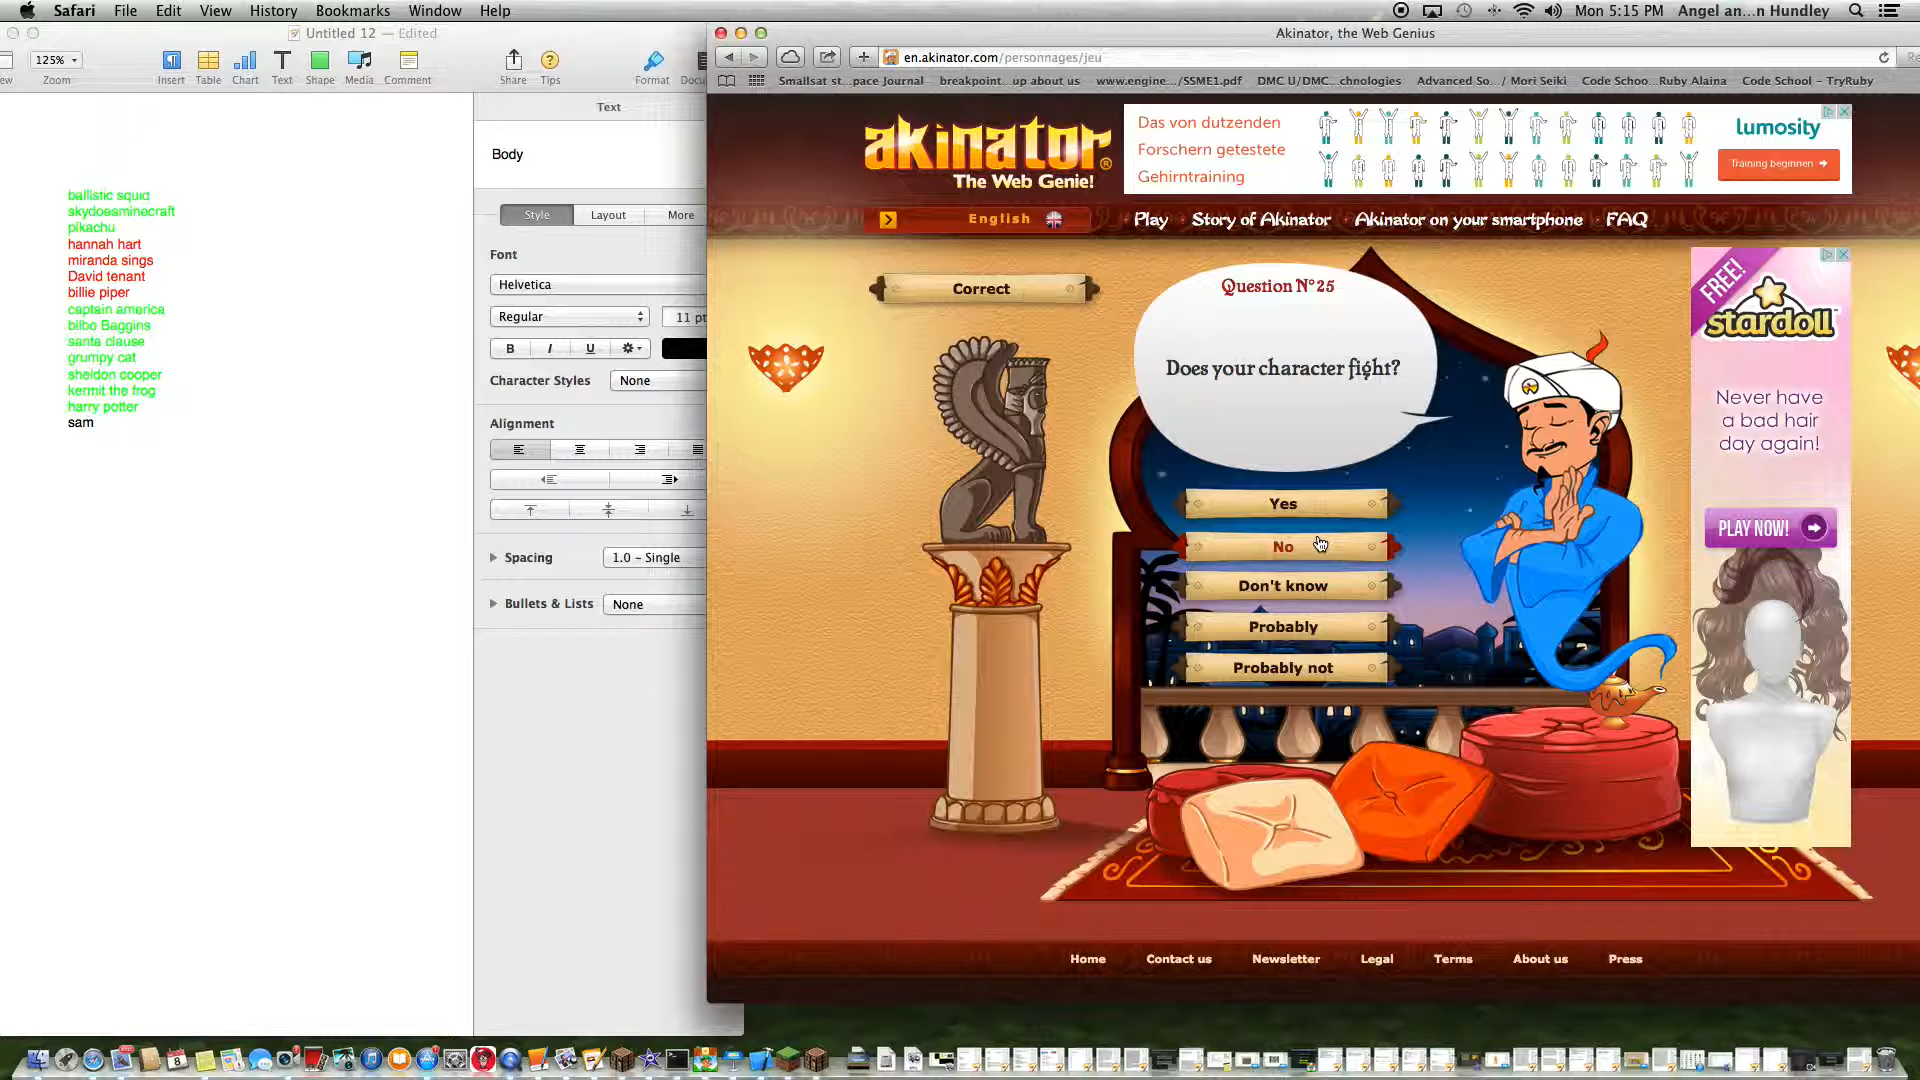 Safari File Edit View History Bookmarks Window Help
Mon 5:15 PM Angel an...n Hundley
Untitled 12 — Edited
125%
Zoom
Insert Table Chart Text Shape Media Comment Share Tips Format
Text
Body
Style Layout More
Font
Helvetica
Regular 11 pt
B I U
Character Styles None
Alignment
Spacing 1.0 - Single
Bullets & Lists None
ballistic squid
skydoesminecraft
pikachu
hannah hart
miranda sings
David tenant
billie piper
captain america
bilbo Baggins
santa clause
grumpy cat
sheldon cooper
kermit the frog
harry potter
sam
Akinator, the Web Genius
en.akinator.com/personnages/jeu
Smallsat st...pace Journal breakpoint...up about us www.engine.../SSME1.pdf DMC U/DMC...chnologies Advanced So... / Mori Seiki Code Schoo...Ruby Alaina Code School - TryRuby
akinator®
The Web Genie!
Das von dutzenden
Forschern getestete
Gehirntraining
lumosity
Training beginnen
English
Play Story of Akinator Akinator on your smartphone FAQ
Correct
Question N°25
Does your character fight?
Yes
No
Don't know
Probably
Probably not
FREE!
stardoll
Never have
a bad hair
day again!
PLAY NOW!
Home Contact us Newsletter Legal Terms About us Press